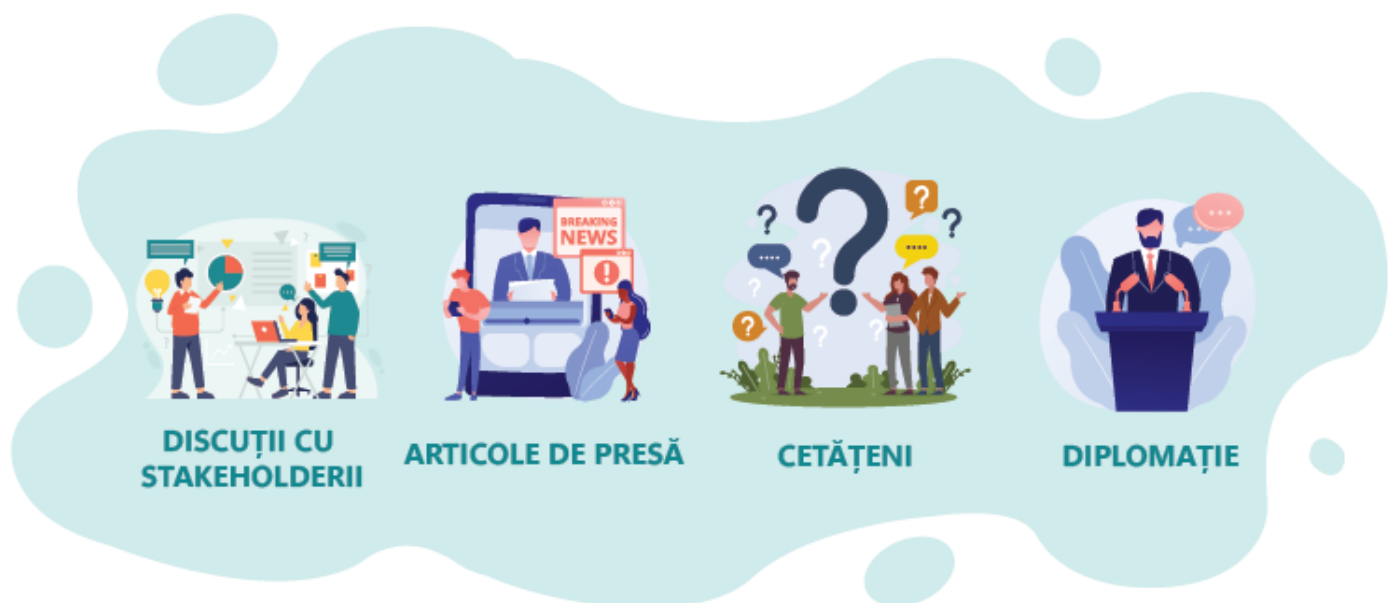 BREAKING
NEWS
DISCUȚII CU
STAKEHOLDERII
ARTICOLE DE PRESĂ
CETĂȚENI
DIPLOMAȚIE